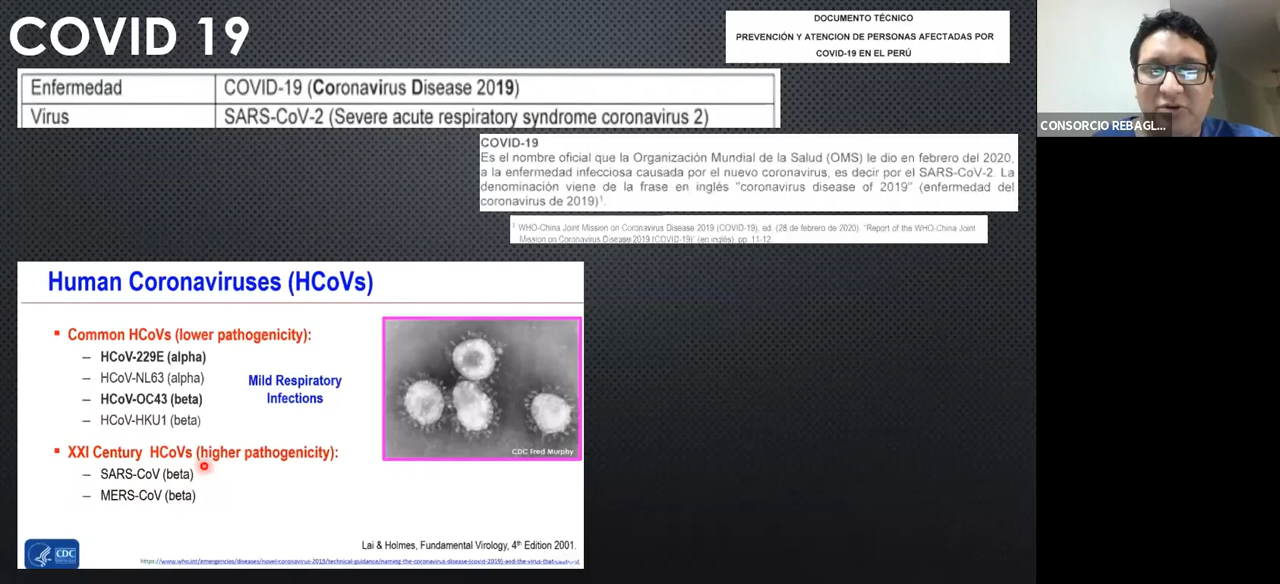 COVID 19
DOCUMENTO TÉCNICO
PREVENCIÓN Y ATENCION DE PERSONAS AFECTADAS POR
COVID-19 EN EL PERÚ
Enfermedad COVID-19 (Coronavirus Disease 2019)
Virus SARS-CoV-2 (Severe acute respiratory syndrome coronavirus 2)
CONSORCIO REBAGL...
COVID-19
Es el nombre oficial que la Organización Mundial de la Salud (OMS) le dio en febrero del 2020,
a la enfermedad infecciosa causada por el nuevo coronavirus, es decir por el SARS-CoV-2. La
denominación viene de la frase en inglés "coronavirus disease of 2019" (enfermedad del
coronavirus de 2019)¹.
¹ WHO-China Joint Mission on Coronavirus Disease 2019 (COVID-19), ed. (28 de febrero de 2020). "Report of the WHO-China Joint
Mission on Coronavirus Disease 2019 (COVID-19)" (en inglés). pp. 11-12.
Human Coronaviruses (HCoVs)
▪ Common HCoVs (lower pathogenicity):
– HCoV-229E (alpha)
– HCoV-NL63 (alpha)
– HCoV-OC43 (beta)
– HCoV-HKU1 (beta)
Mild Respiratory
Infections
CDC Fred Murphy
▪ XXI Century HCoVs (higher pathogenicity):
– SARS-CoV (beta)
– MERS-CoV (beta)
Lai & Holmes, Fundamental Virology, 4th Edition 2001.
CDC